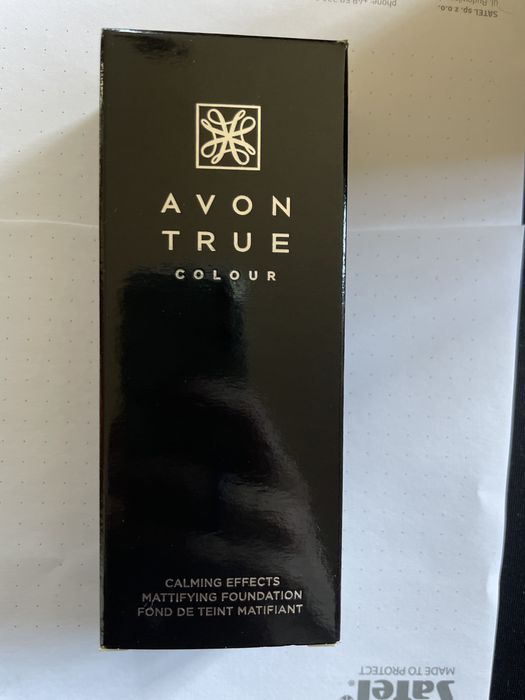 SATEL sp. z o.o.
AVON
TRUE
COLOUR
CALMING EFFECTS
MATTIFYING FOUNDATION
FOND DE TEINT MATIFIANT
MADE TO PROTECT
Satel